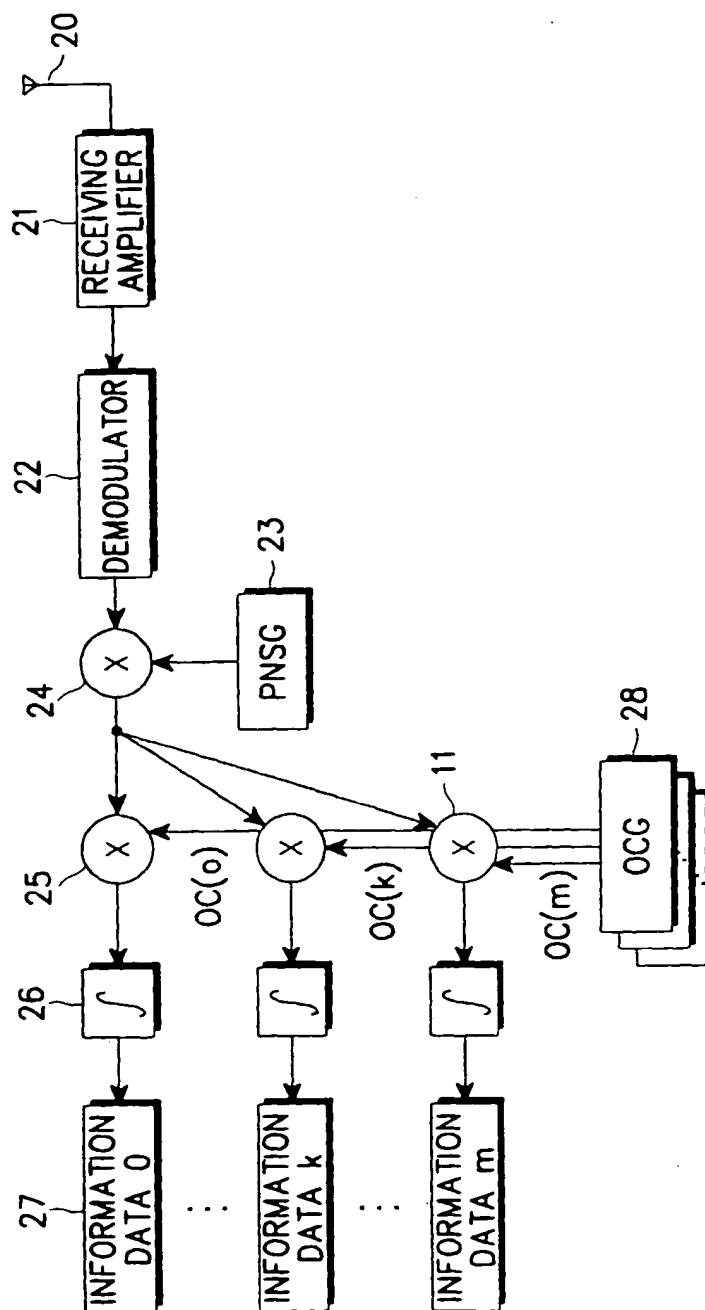 20
21
RECEIVING
AMPLIFIER
22
DEMODULATOR
23
PNSG
24
X
25
X
26
∫
27
INFORMATION
DATA 0
OC(o)
X
∫
INFORMATION
DATA k
...
OC(k)
11
X
∫
INFORMATION
DATA m
...
OC(m)
28
OCG